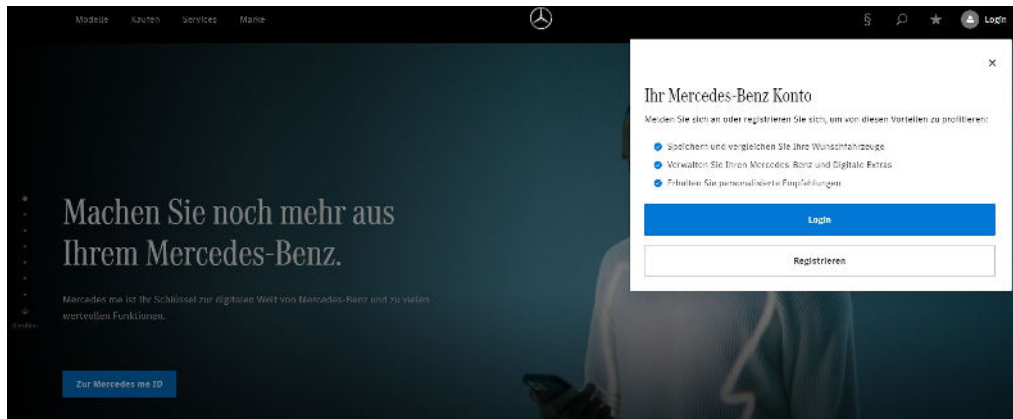 Modelle Kaufen Services Marke
§ Login
Ihr Mercedes-Benz Konto
Melden Sie sich an oder registrieren Sie sich, um von diesen Vorteilen zu profitieren:
Speichern und vergleichen Sie Ihre Wunschfahrzeuge
Verwalten Sie Ihren Mercedes-Benz und Digitale Extras
Erhalten Sie personalisierte Empfehlungen
Login
Registrieren
Machen Sie noch mehr aus
Ihrem Mercedes-Benz.
Mercedes me ist Ihr Schlüssel zur digitalen Welt von Mercedes-Benz und zu vielen
wertvollen Funktionen.
Zur Mercedes me ID